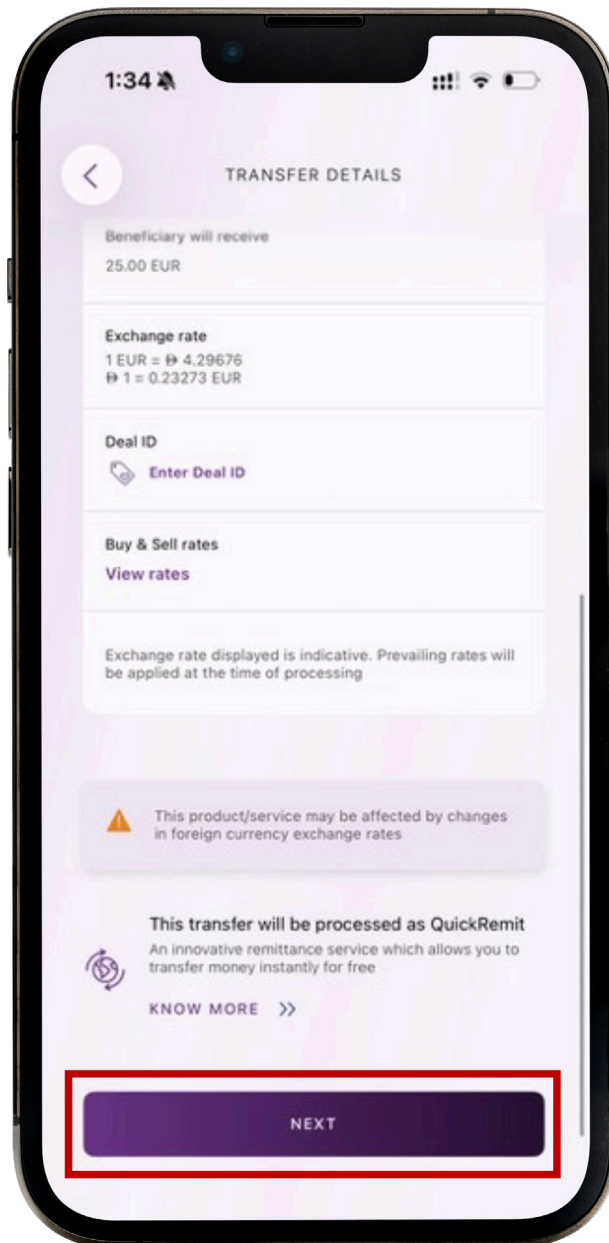 1:34
TRANSFER DETAILS
Beneficiary will receive
25.00 EUR
Exchange rate
1 EUR = 4.29676
1 = 0.23273 EUR
Deal ID
Enter Deal ID
Buy & Sell rates
View rates
Exchange rate displayed is indicative. Prevailing rates will
be applied at the time of processing
This product/service may be affected by changes
in foreign currency exchange rates
This transfer will be processed as QuickRemit
An innovative remittance service which allows you to
transfer money instantly for free
KNOW MORE >>
NEXT